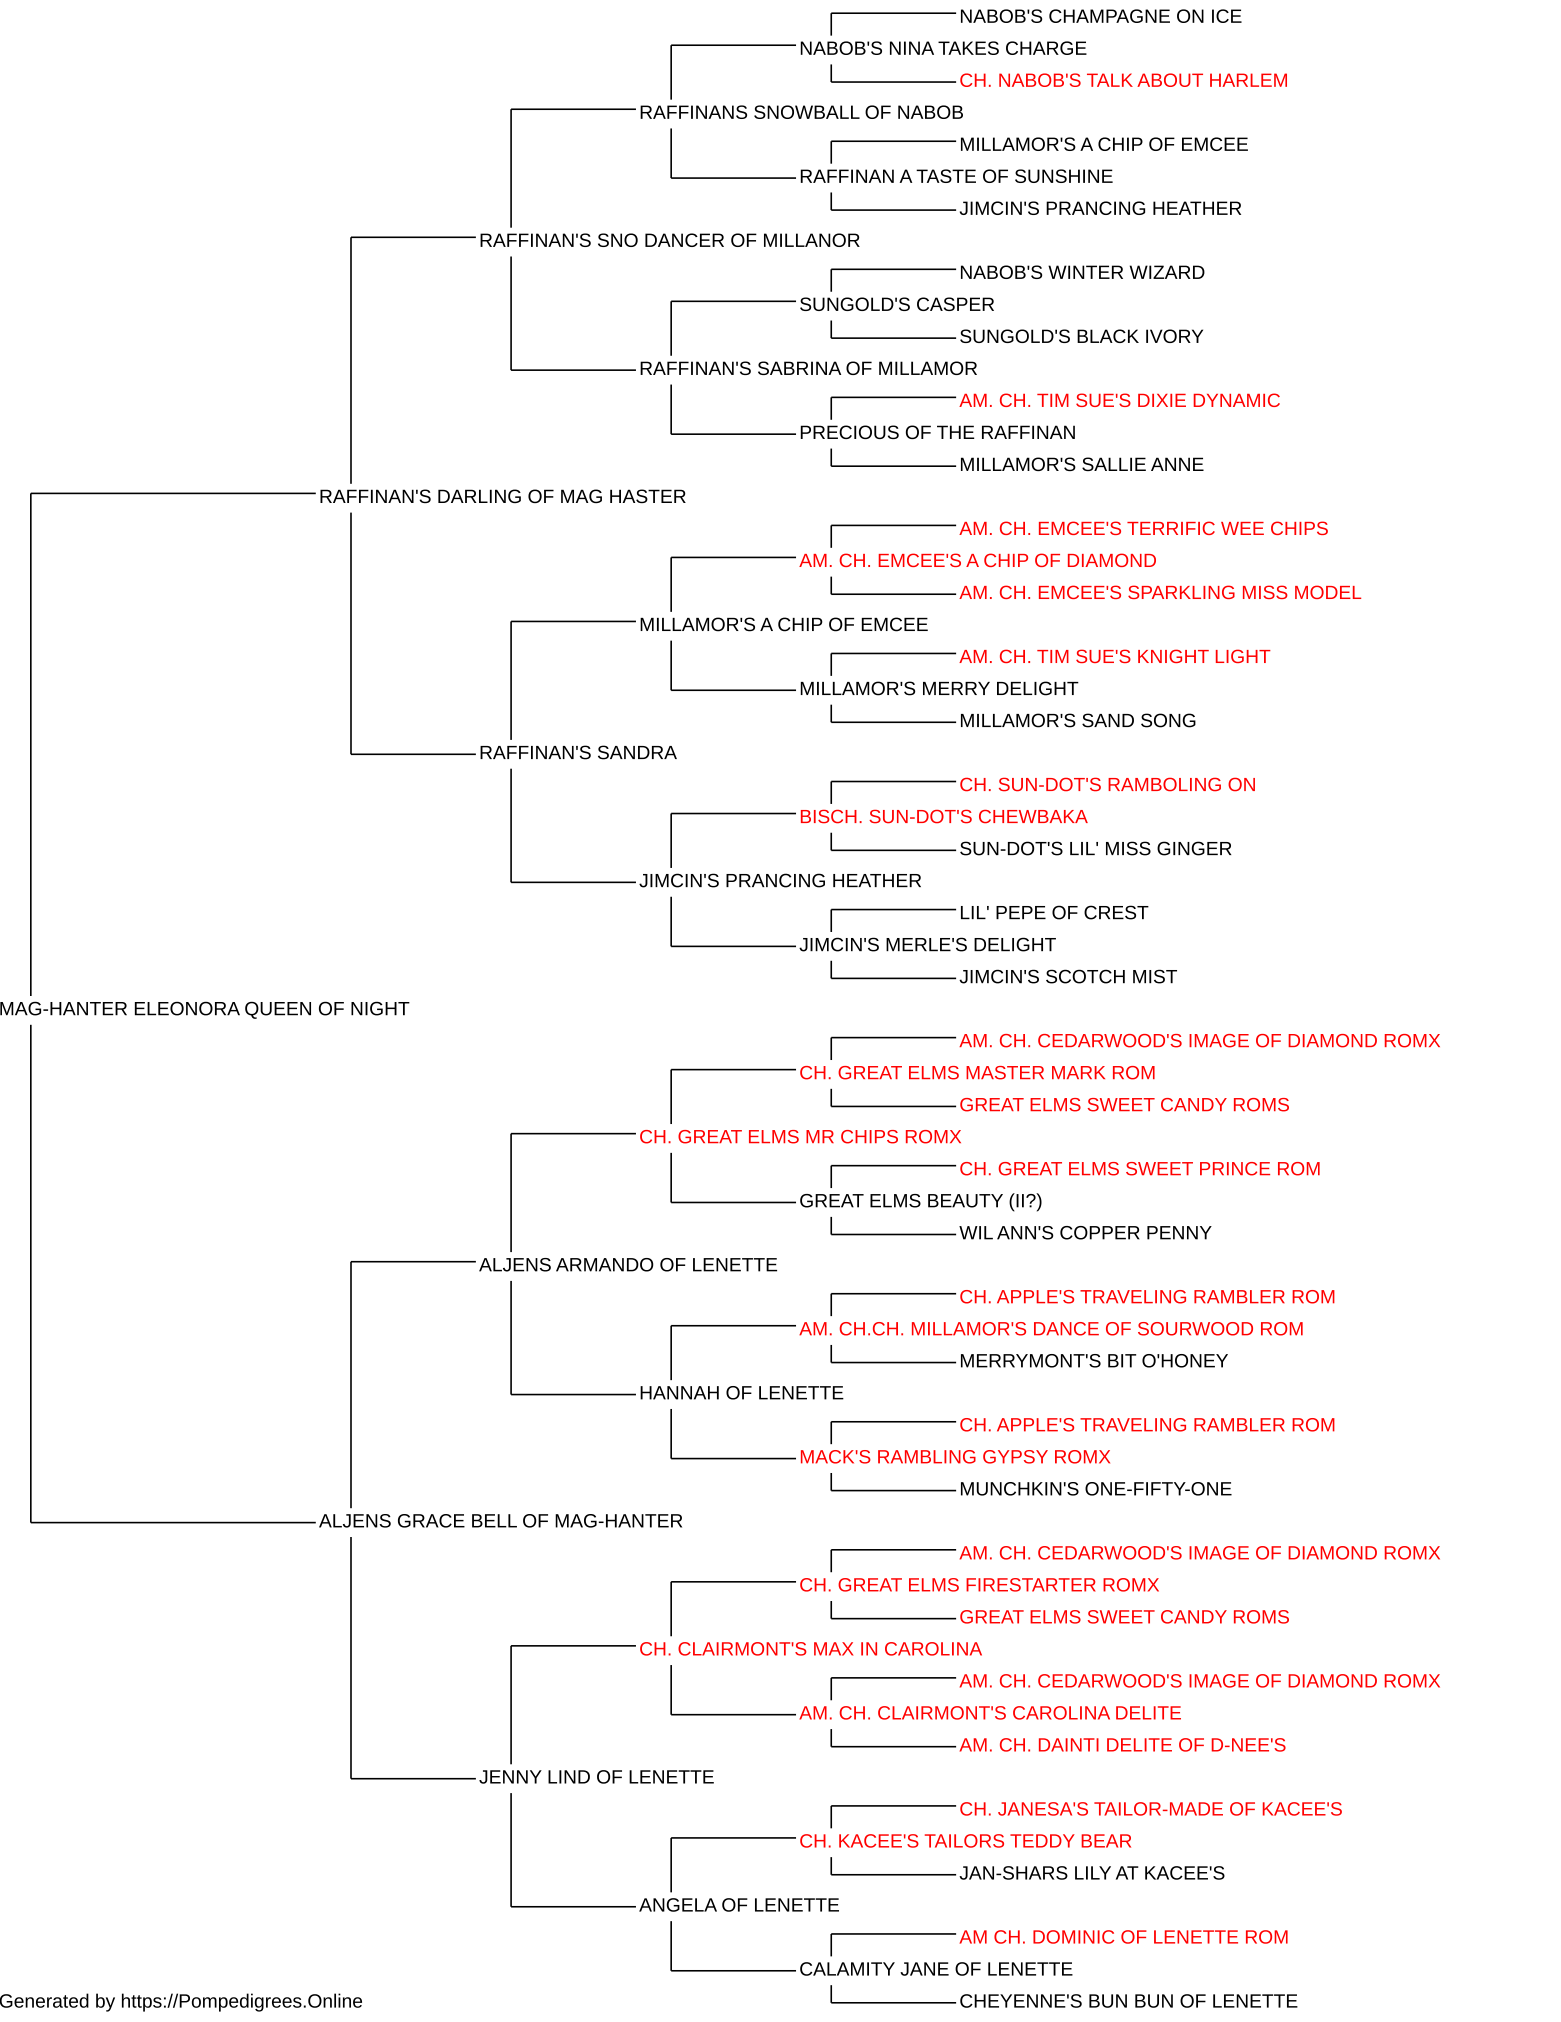 NABOB'S CHAMPAGNE ON ICE
NABOB'S NINA TAKES CHARGE
CH. NABOB'S TALK ABOUT HARLEM
RAFFINANS SNOWBALL OF NABOB
MILLAMOR'S A CHIP OF EMCEE
RAFFINAN A TASTE OF SUNSHINE
JIMCIN'S PRANCING HEATHER
RAFFINAN'S SNO DANCER OF MILLANOR
NABOB'S WINTER WIZARD
SUNGOLD'S CASPER
SUNGOLD'S BLACK IVORY
RAFFINAN'S SABRINA OF MILLAMOR
AM. CH. TIM SUE'S DIXIE DYNAMIC
PRECIOUS OF THE RAFFINAN
MILLAMOR'S SALLIE ANNE
RAFFINAN'S DARLING OF MAG HASTER
AM. CH. EMCEE'S TERRIFIC WEE CHIPS
AM. CH. EMCEE'S A CHIP OF DIAMOND
AM. CH. EMCEE'S SPARKLING MISS MODEL
MILLAMOR'S A CHIP OF EMCEE
AM. CH. TIM SUE'S KNIGHT LIGHT
MILLAMOR'S MERRY DELIGHT
MILLAMOR'S SAND SONG
RAFFINAN'S SANDRA
CH. SUN-DOT'S RAMBOLING ON
BISCH. SUN-DOT'S CHEWBAKA
SUN-DOT'S LIL' MISS GINGER
JIMCIN'S PRANCING HEATHER
LIL' PEPE OF CREST
JIMCIN'S MERLE'S DELIGHT
JIMCIN'S SCOTCH MIST
MAG-HANTER ELEONORA QUEEN OF NIGHT
AM. CH. CEDARWOOD'S IMAGE OF DIAMOND ROMX
CH. GREAT ELMS MASTER MARK ROM
GREAT ELMS SWEET CANDY ROMS
CH. GREAT ELMS MR CHIPS ROMX
CH. GREAT ELMS SWEET PRINCE ROM
GREAT ELMS BEAUTY (II?)
WIL ANN'S COPPER PENNY
ALJENS ARMANDO OF LENETTE
CH. APPLE'S TRAVELING RAMBLER ROM
AM. CH.CH. MILLAMOR'S DANCE OF SOURWOOD ROM
MERRYMONT'S BIT O'HONEY
HANNAH OF LENETTE
CH. APPLE'S TRAVELING RAMBLER ROM
MACK'S RAMBLING GYPSY ROMX
MUNCHKIN'S ONE-FIFTY-ONE
ALJENS GRACE BELL OF MAG-HANTER
AM. CH. CEDARWOOD'S IMAGE OF DIAMOND ROMX
CH. GREAT ELMS FIRESTARTER ROMX
GREAT ELMS SWEET CANDY ROMS
CH. CLAIRMONT'S MAX IN CAROLINA
AM. CH. CEDARWOOD'S IMAGE OF DIAMOND ROMX
AM. CH. CLAIRMONT'S CAROLINA DELITE
AM. CH. DAINTI DELITE OF D-NEE'S
JENNY LIND OF LENETTE
CH. JANESA'S TAILOR-MADE OF KACEE'S
CH. KACEE'S TAILORS TEDDY BEAR
JAN-SHARS LILY AT KACEE'S
ANGELA OF LENETTE
AM CH. DOMINIC OF LENETTE ROM
CALAMITY JANE OF LENETTE
CHEYENNE'S BUN BUN OF LENETTE
Generated by https://Pompedigrees.Online